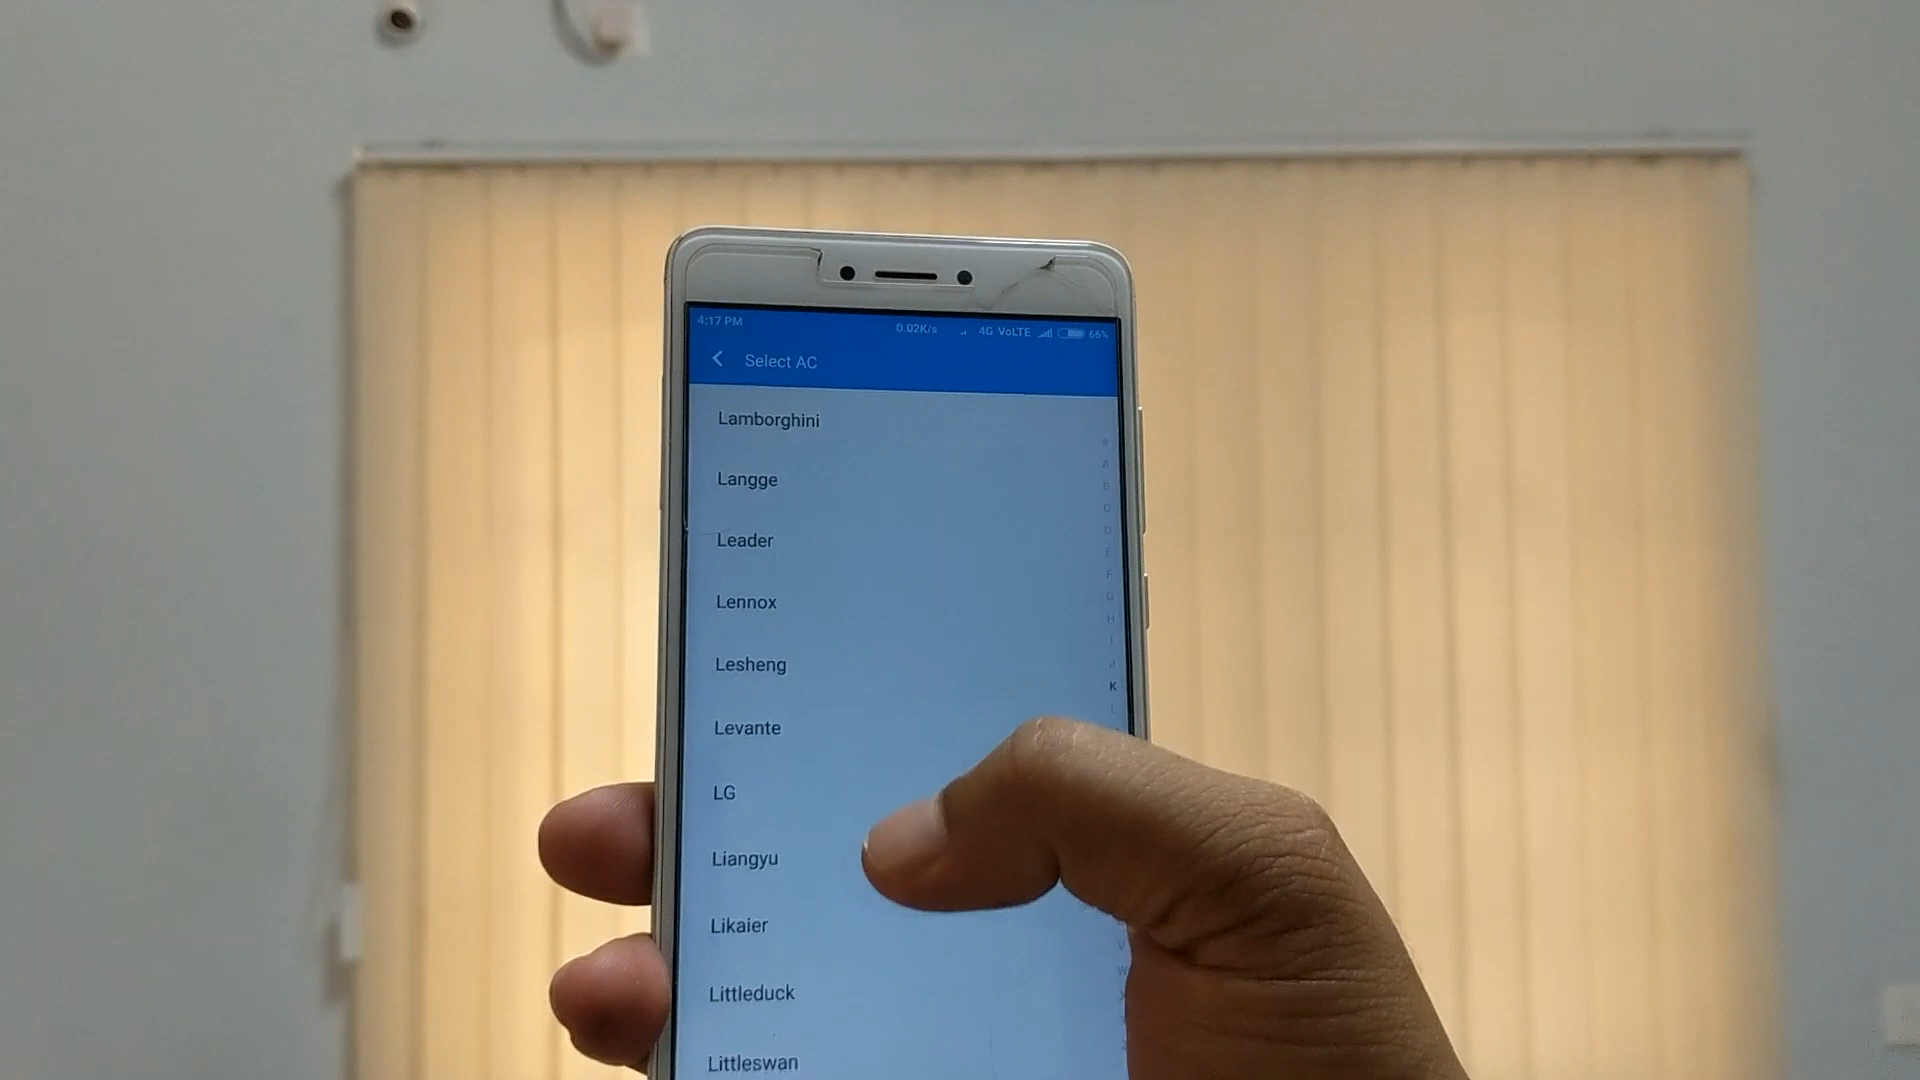 4:17 PM 0.02K/s 4G VoLTE 66%
Select AC
Lamborghini
Langge
Leader
Lennox
Lesheng
Levante
LG
Liangyu
Likaier
Littleduck
Littleswan
#
A
B
C
D
E
F
G
H
I
J
K
L
V
W